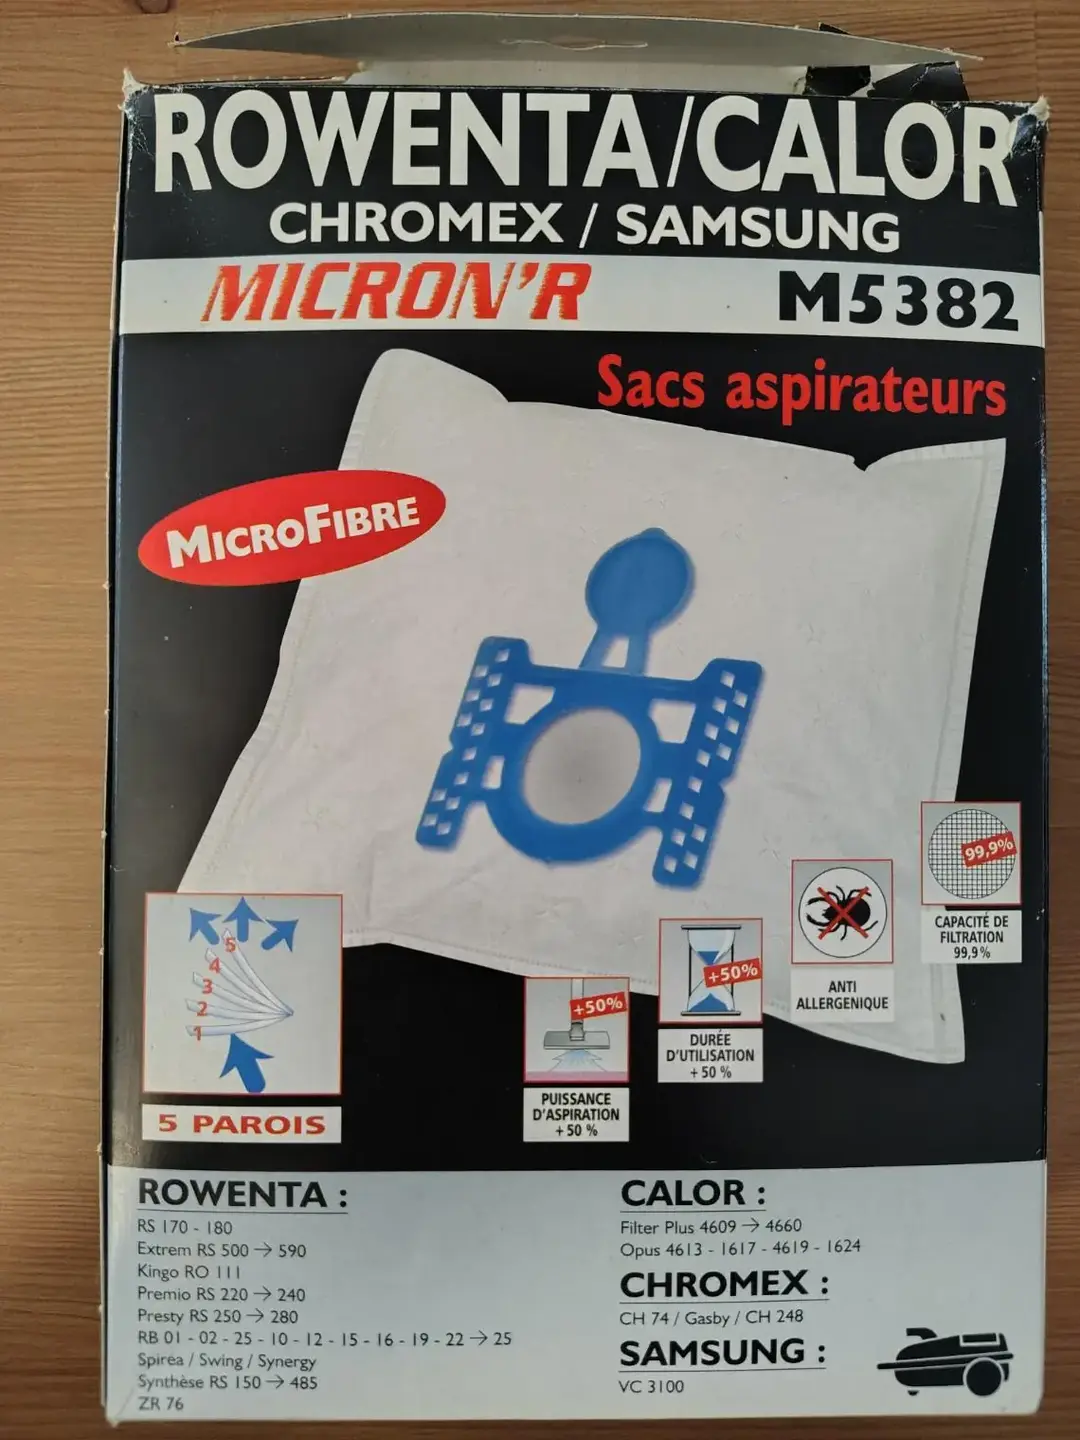 ROWENTA/CALOR
CHROMEX / SAMSUNG
MICRON'R
M5382
Sacs aspirateurs
MICROFIBRE
99,9%
CAPACITÉ DE
FILTRATION
99,9%
ANTI
ALLERGENIQUE
+50%
DURÉE
D'UTILISATION
+ 50 %
+50%
PUISSANCE
D'ASPIRATION
+ 50 %
5
4
3
2
1
5 PAROIS
ROWENTA :
RS 170 - 180
Extrem RS 500 → 590
Kingo RO 111
Premio RS 220 → 240
Presty RS 250 → 280
RB 01 - 02 - 25 - 10 - 12 - 15 - 16 - 19 - 22 → 25
Spirea / Swing / Synergy
Synthèse RS 150 → 485
ZR 76
CALOR :
Filter Plus 4609 → 4660
Opus 4613 - 1617 - 4619 - 1624
CHROMEX :
CH 74 / Gasby / CH 248
SAMSUNG :
VC 3100